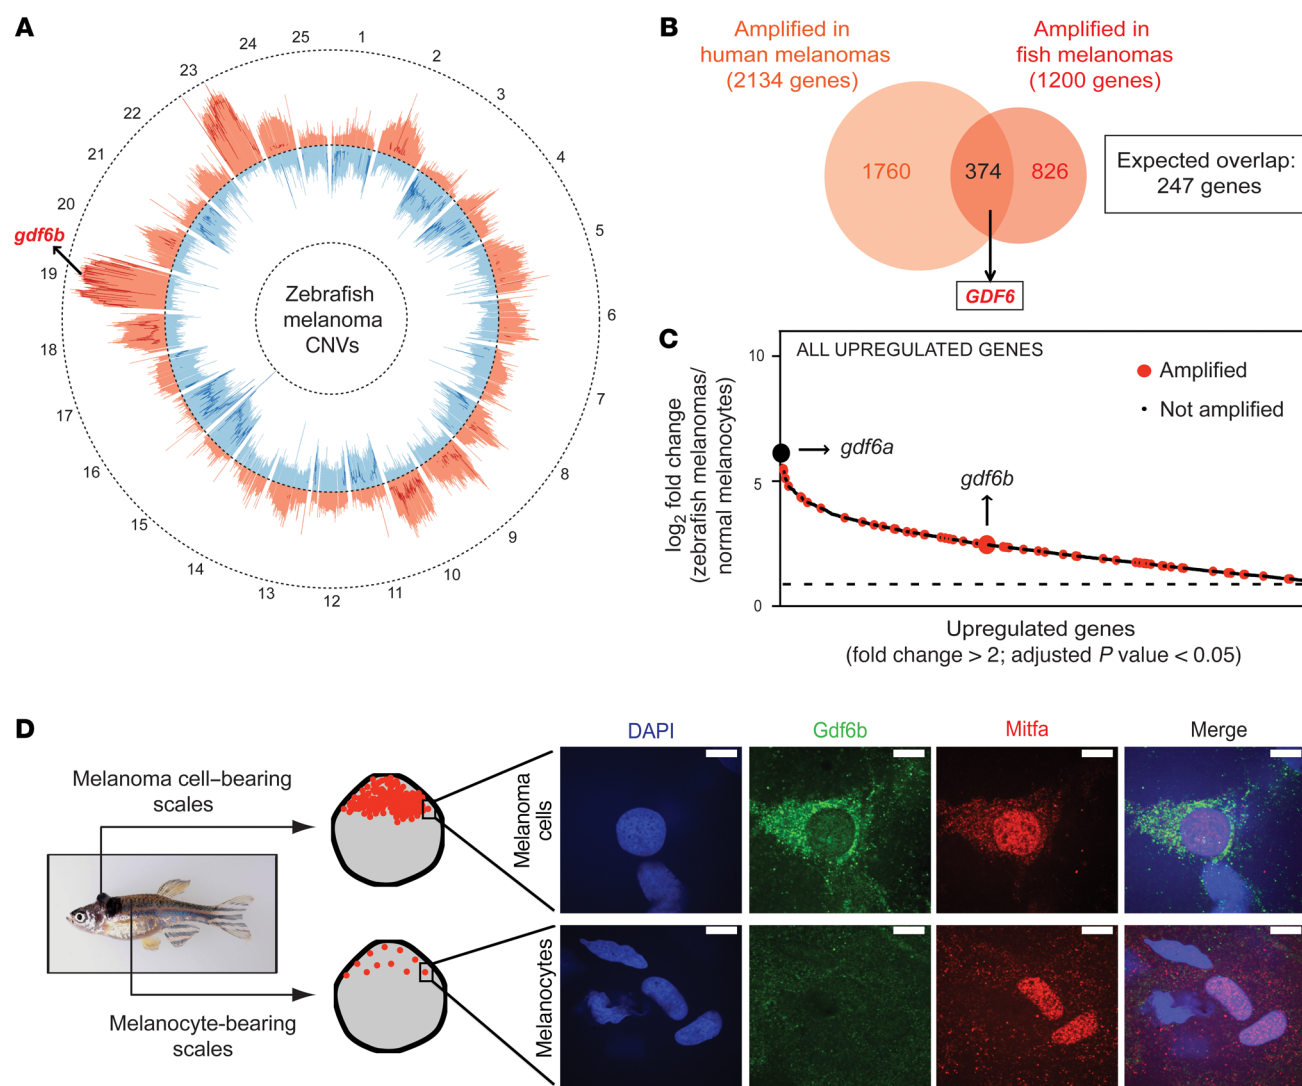 A
1
2
3
4
5
6
7
8
9
10
11
12
13
14
15
16
17
18
19
20
21
22
23
24
25
gdf6b
Zebrafish
melanoma
CNVs
B
Amplified in
human melanomas
(2134 genes)
Amplified in
fish melanomas
(1200 genes)
1760
374
826
Expected overlap:
247 genes
GDF6
C
ALL UPREGULATED GENES
Amplified
Not amplified
gdf6a
gdf6b
10
5
0
log2 fold change
(zebrafish melanomas/
normal melanocytes)
Upregulated genes
(fold change > 2; adjusted P value < 0.05)
D
Melanoma cell–bearing
scales
Melanocyte-bearing
scales
DAPI
Gdf6b
Mitfa
Merge
Melanoma
cells
Melanocytes